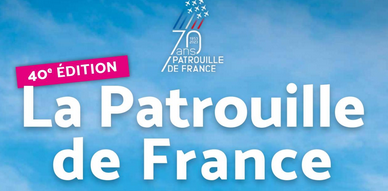 70
ans
PATROUILLE
DE FRANCE
40e ÉDITION
La Patrouille
de France